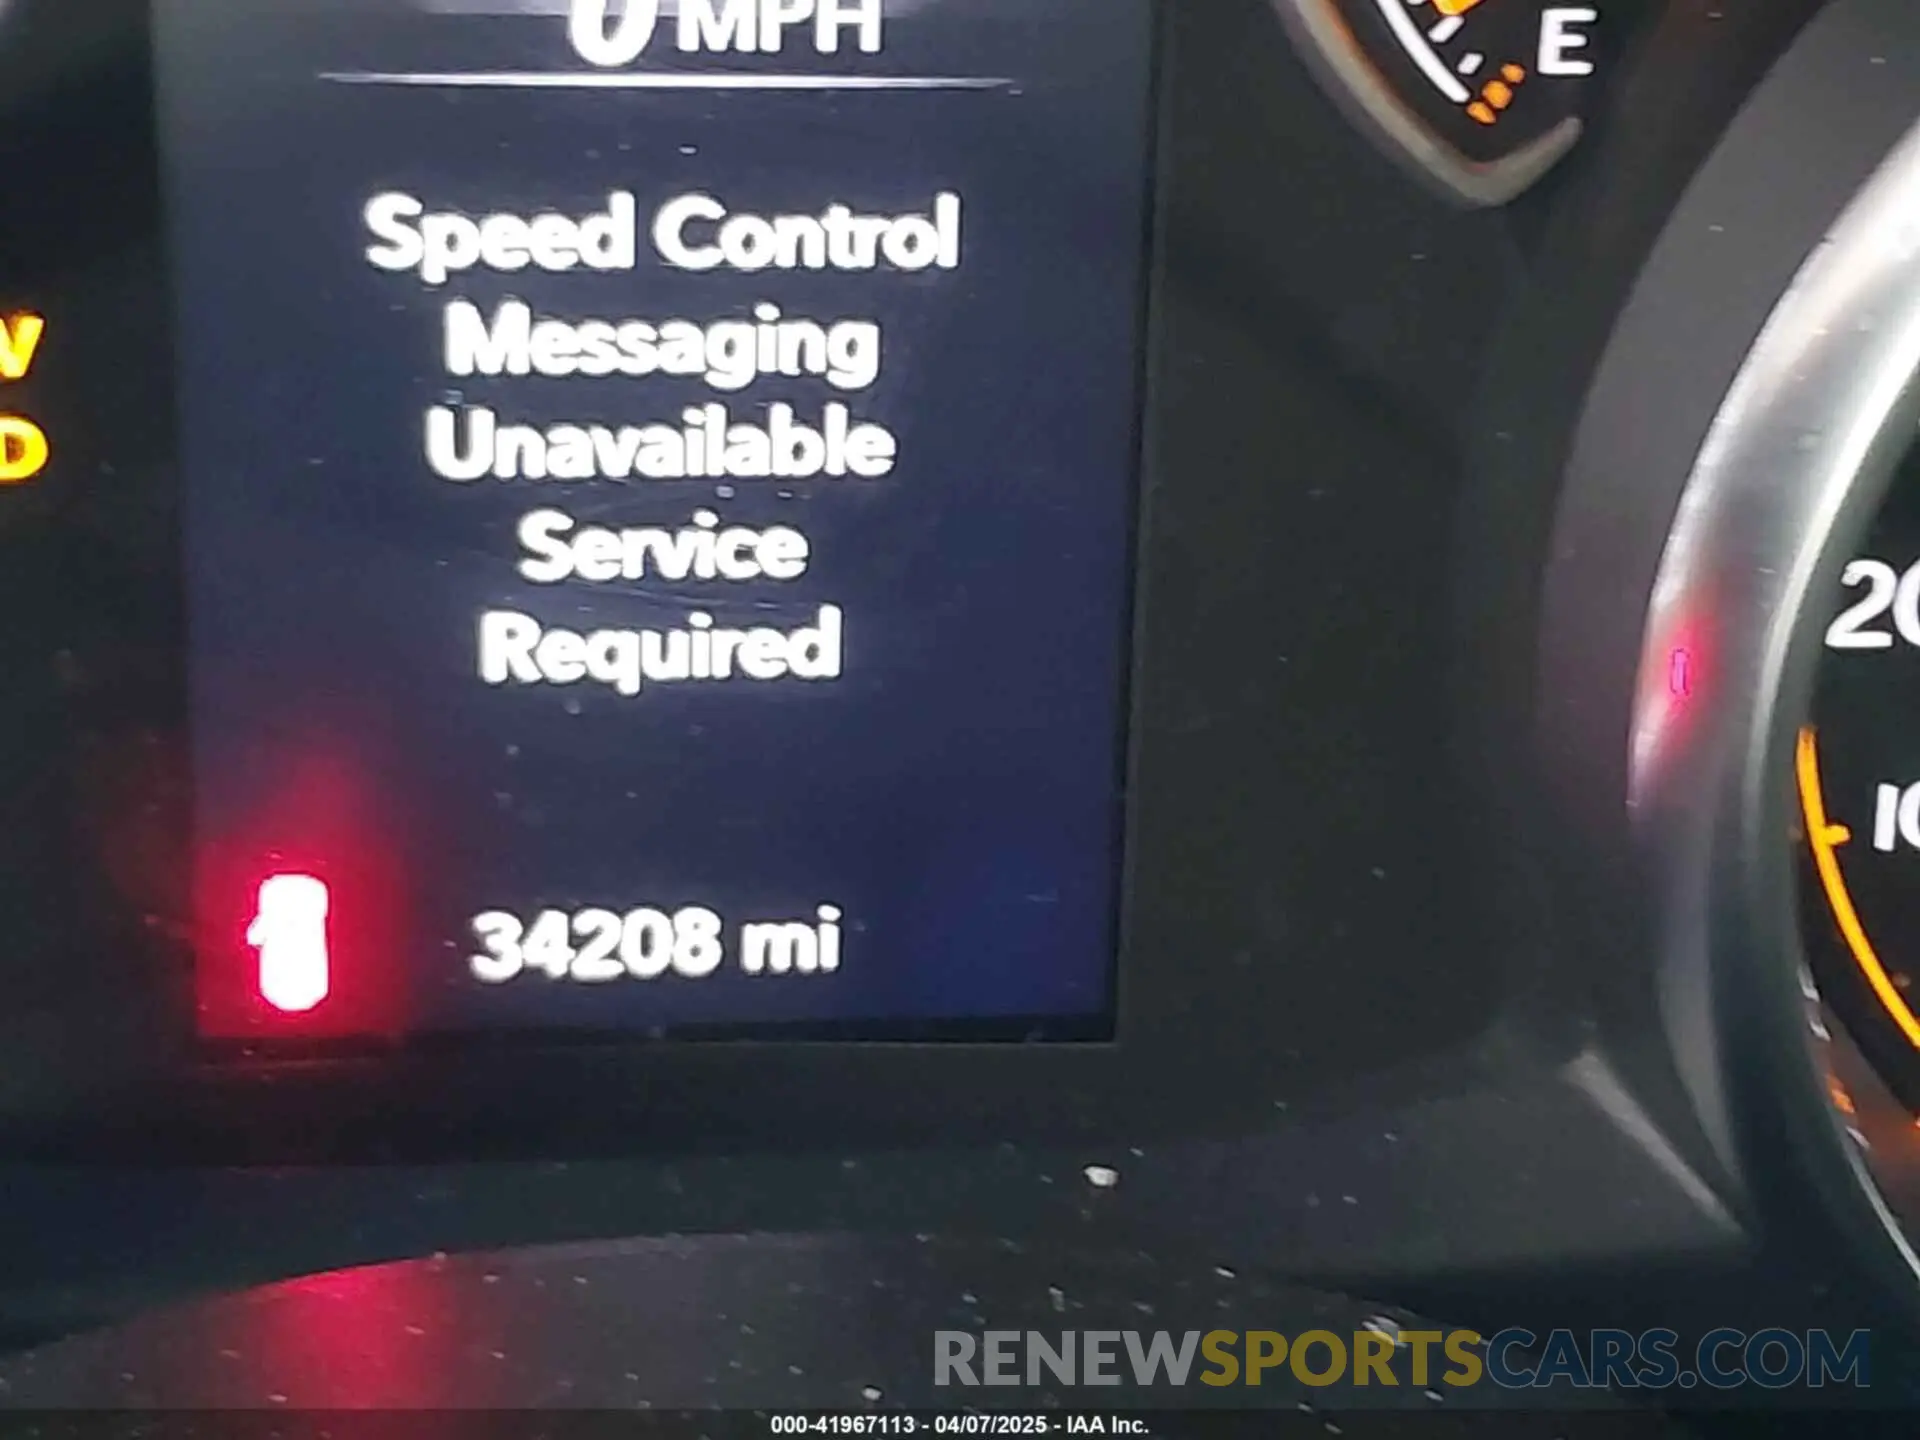 0 MPH
E
Speed Control
Messaging
Unavailable
Service
Required
34208 mi
RENEWSPORTSCARS.COM
000-41967113 - 04/07/2025 - IAA Inc.